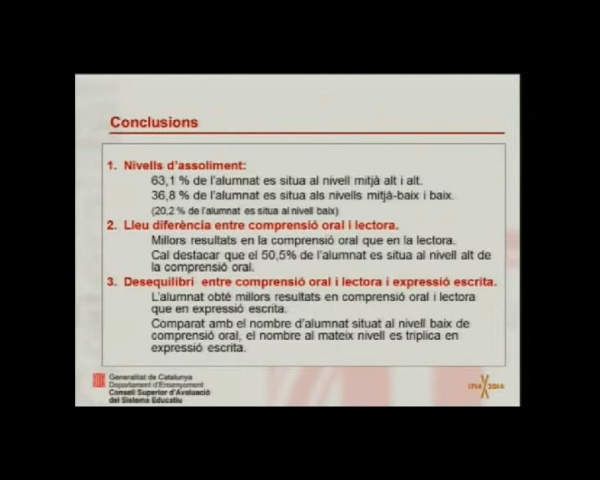 Conclusions
1. Nivells d'assoliment:
63,1 % de l'alumnat es situa al nivell mitjà alt i alt.
36,8 % de l'alumnat es situa als nivells mitjà-baix i baix.
(20,2 % de l'alumnat es situa al nivell baix)
2. Lleu diferència entre comprensió oral i lectora.
Millors resultats en la comprensió oral que en la lectora.
Cal destacar que el 50,5% de l'alumnat es situa al nivell alt de
la comprensió oral.
3. Desequilibri entre comprensió oral i lectora i expressió escrita.
L'alumnat obté millors resultats en comprensió oral i lectora
que en expressió escrita.
Comparat amb el nombre d'alumnat situat al nivell baix de
comprensió oral, el nombre al mateix nivell es triplica en
expressió escrita.
Generalitat de Catalunya
Departament d'Ensenyament
Consell Superior d'Avaluació
del Sistema Educatiu
1714 2014